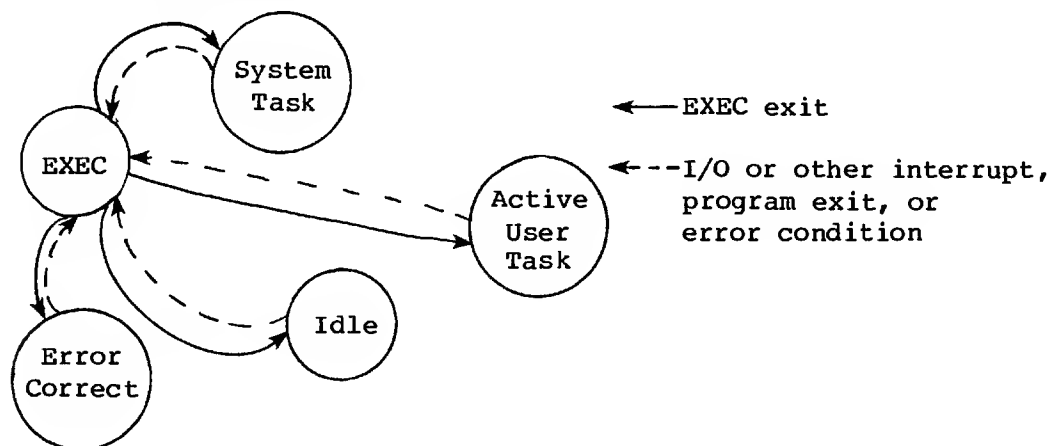 System
Task
EXEC
EXEC exit
I/O or other interrupt,
program exit, or
error condition
Active
User
Task
Idle
Error
Correct